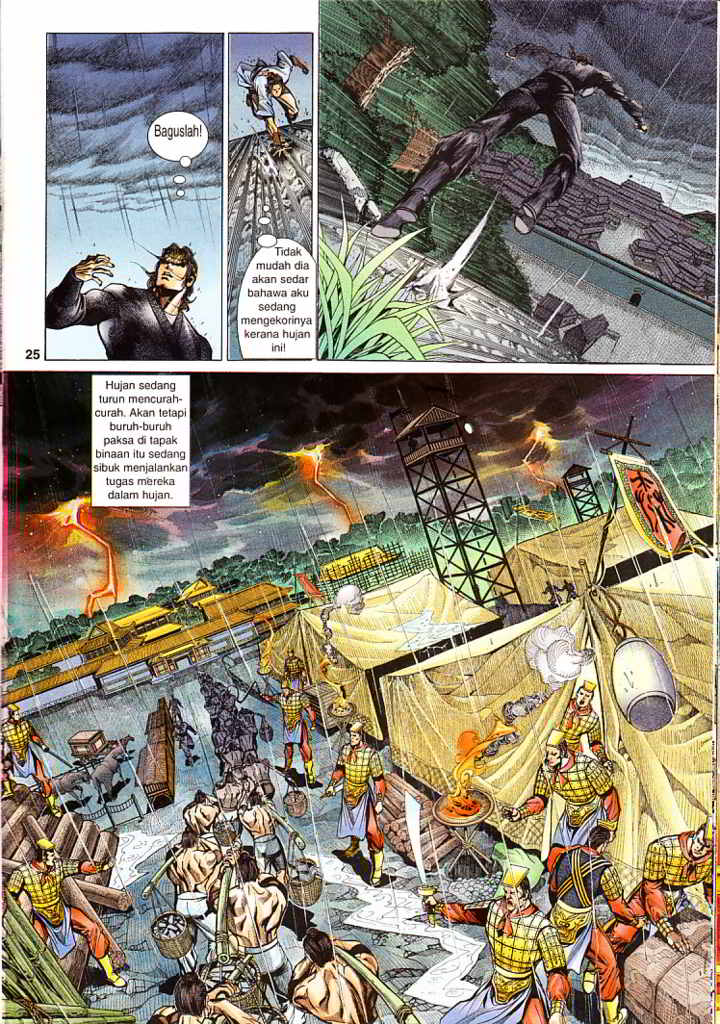 Baguslah!
Tidak
mudah dia
akan sedar
bahawa aku
sedang
mengekorinya
kerana hujan
ini!
25
Hujan sedang
turun mencurah-
curah. Akan tetapi
buruh-buruh
paksa di tapak
binaan itu sedang
sibuk menjalankan
tugas mereka
dalam hujan.